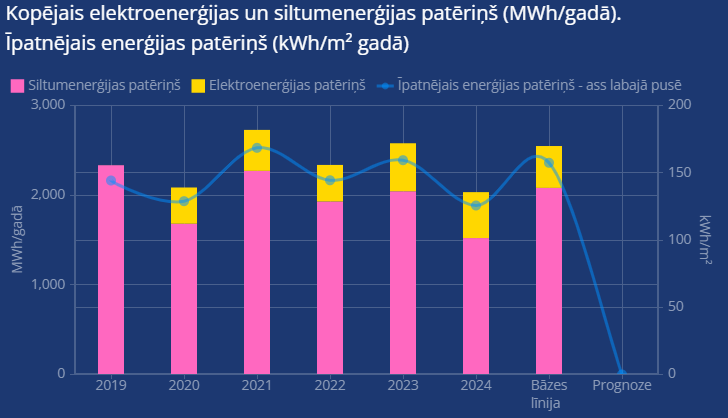 Kopējais elektroenerģijas un siltumenerģijas patēriņš (MWh/gadā).
Īpatnējais enerģijas patēriņš (kWh/m² gadā)
Siltumenerģijas patēriņš Elektroenerģijas patēriņš Īpatnējais enerģijas patēriņš - ass labajā pusē
3,000 200
150
2,000
100
1,000
50
0 0
MWh/gadā
kWh/m²
2019 2020 2021 2022 2023 2024 Bāzes Prognoze
līnija